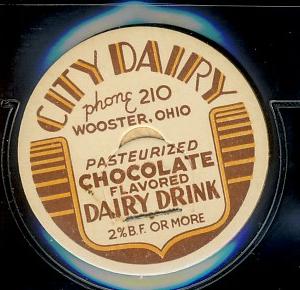 CITY DAIRY
phone 210
WOOSTER, OHIO
PASTEURIZED
CHOCOLATE
FLAVORED
DAIRY DRINK
2% B.F. OR MORE